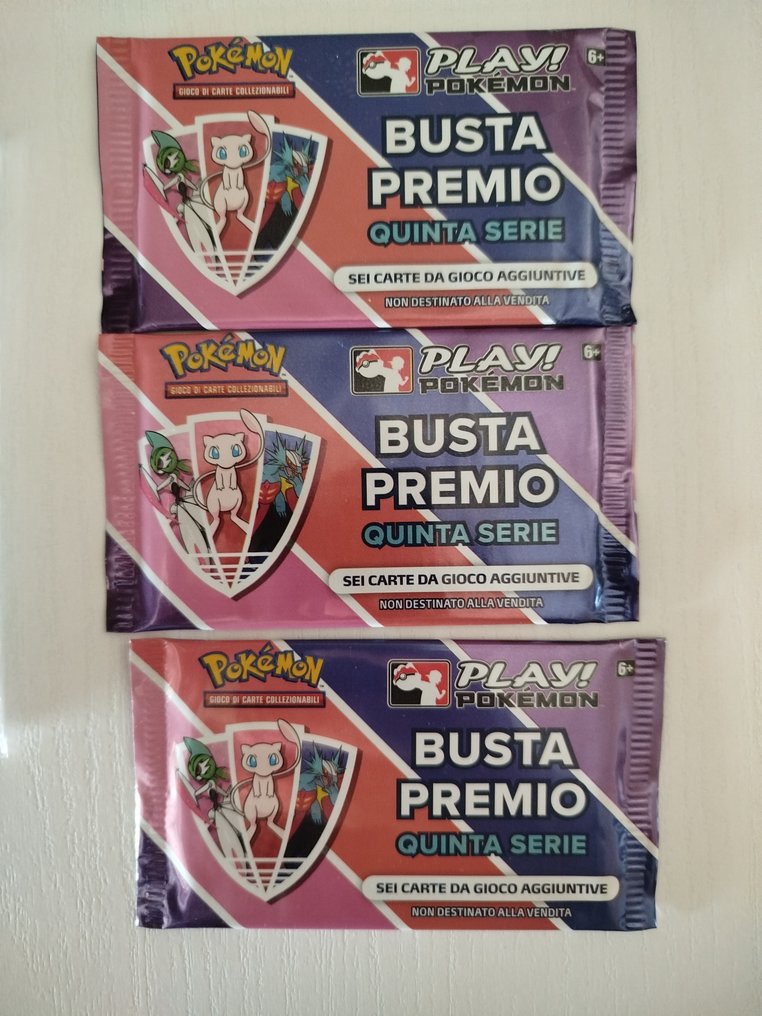 POKéMON
GIOCO DI CARTE COLLEZIONABILI
PLAY!
POKÉMON
6+
BUSTA
PREMIO
QUINTA SERIE
SEI CARTE DA GIOCO AGGIUNTIVE
NON DESTINATO ALLA VENDITA
POKéMON
GIOCO DI CARTE COLLEZIONABILI
PLAY!
POKÉMON
6+
BUSTA
PREMIO
QUINTA SERIE
SEI CARTE DA GIOCO AGGIUNTIVE
NON DESTINATO ALLA VENDITA
POKéMON
GIOCO DI CARTE COLLEZIONABILI
PLAY!
POKÉMON
6+
BUSTA
PREMIO
QUINTA SERIE
SEI CARTE DA GIOCO AGGIUNTIVE
NON DESTINATO ALLA VENDITA